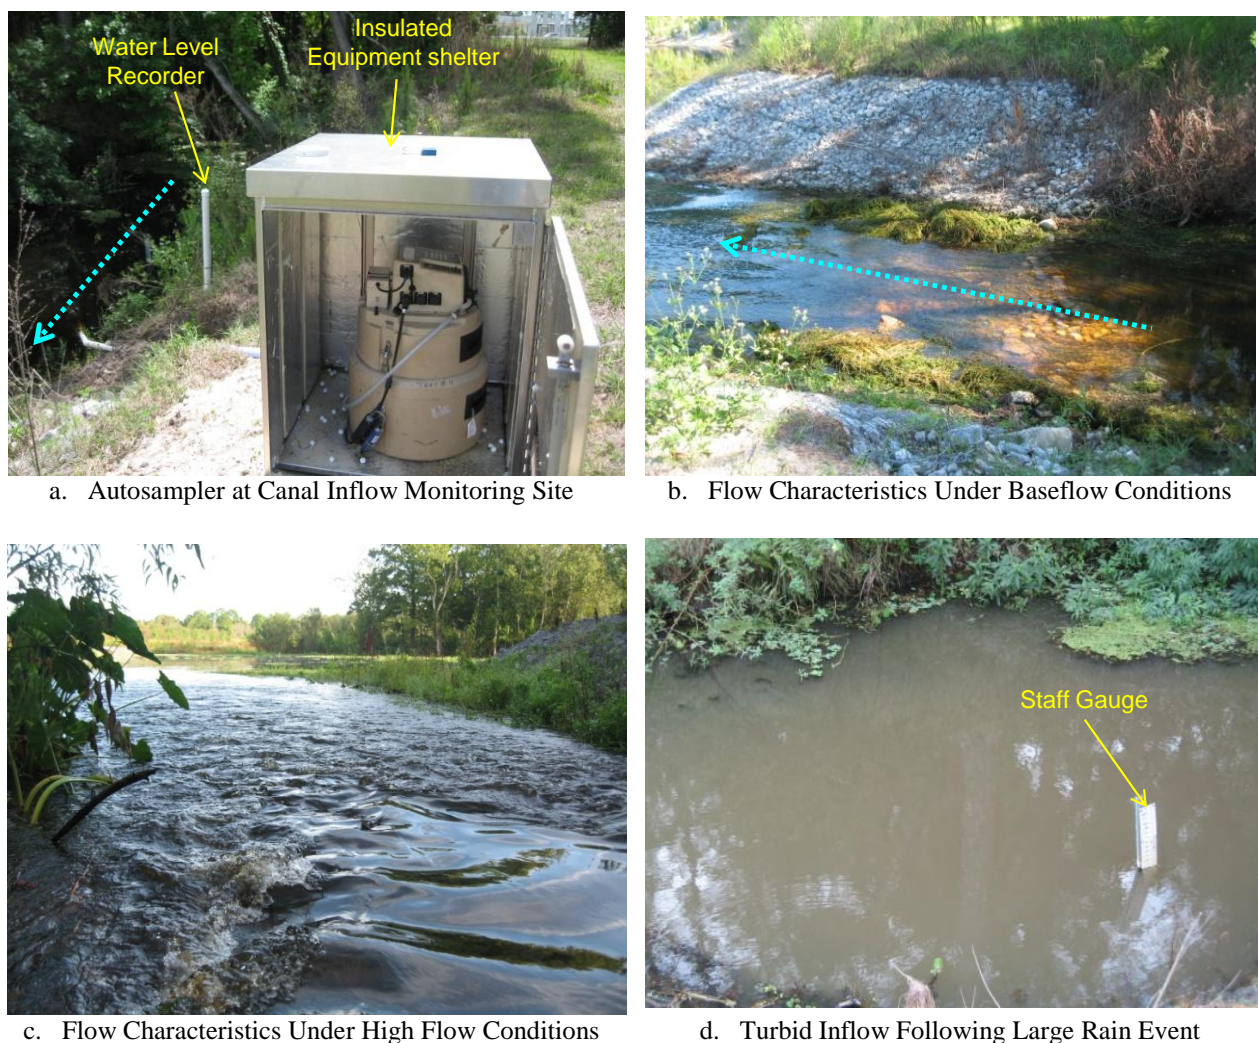 Water Level
Recorder
Insulated
Equipment shelter
a. Autosampler at Canal Inflow Monitoring Site
b. Flow Characteristics Under Baseflow Conditions
Staff Gauge
c. Flow Characteristics Under High Flow Conditions
d. Turbid Inflow Following Large Rain Event